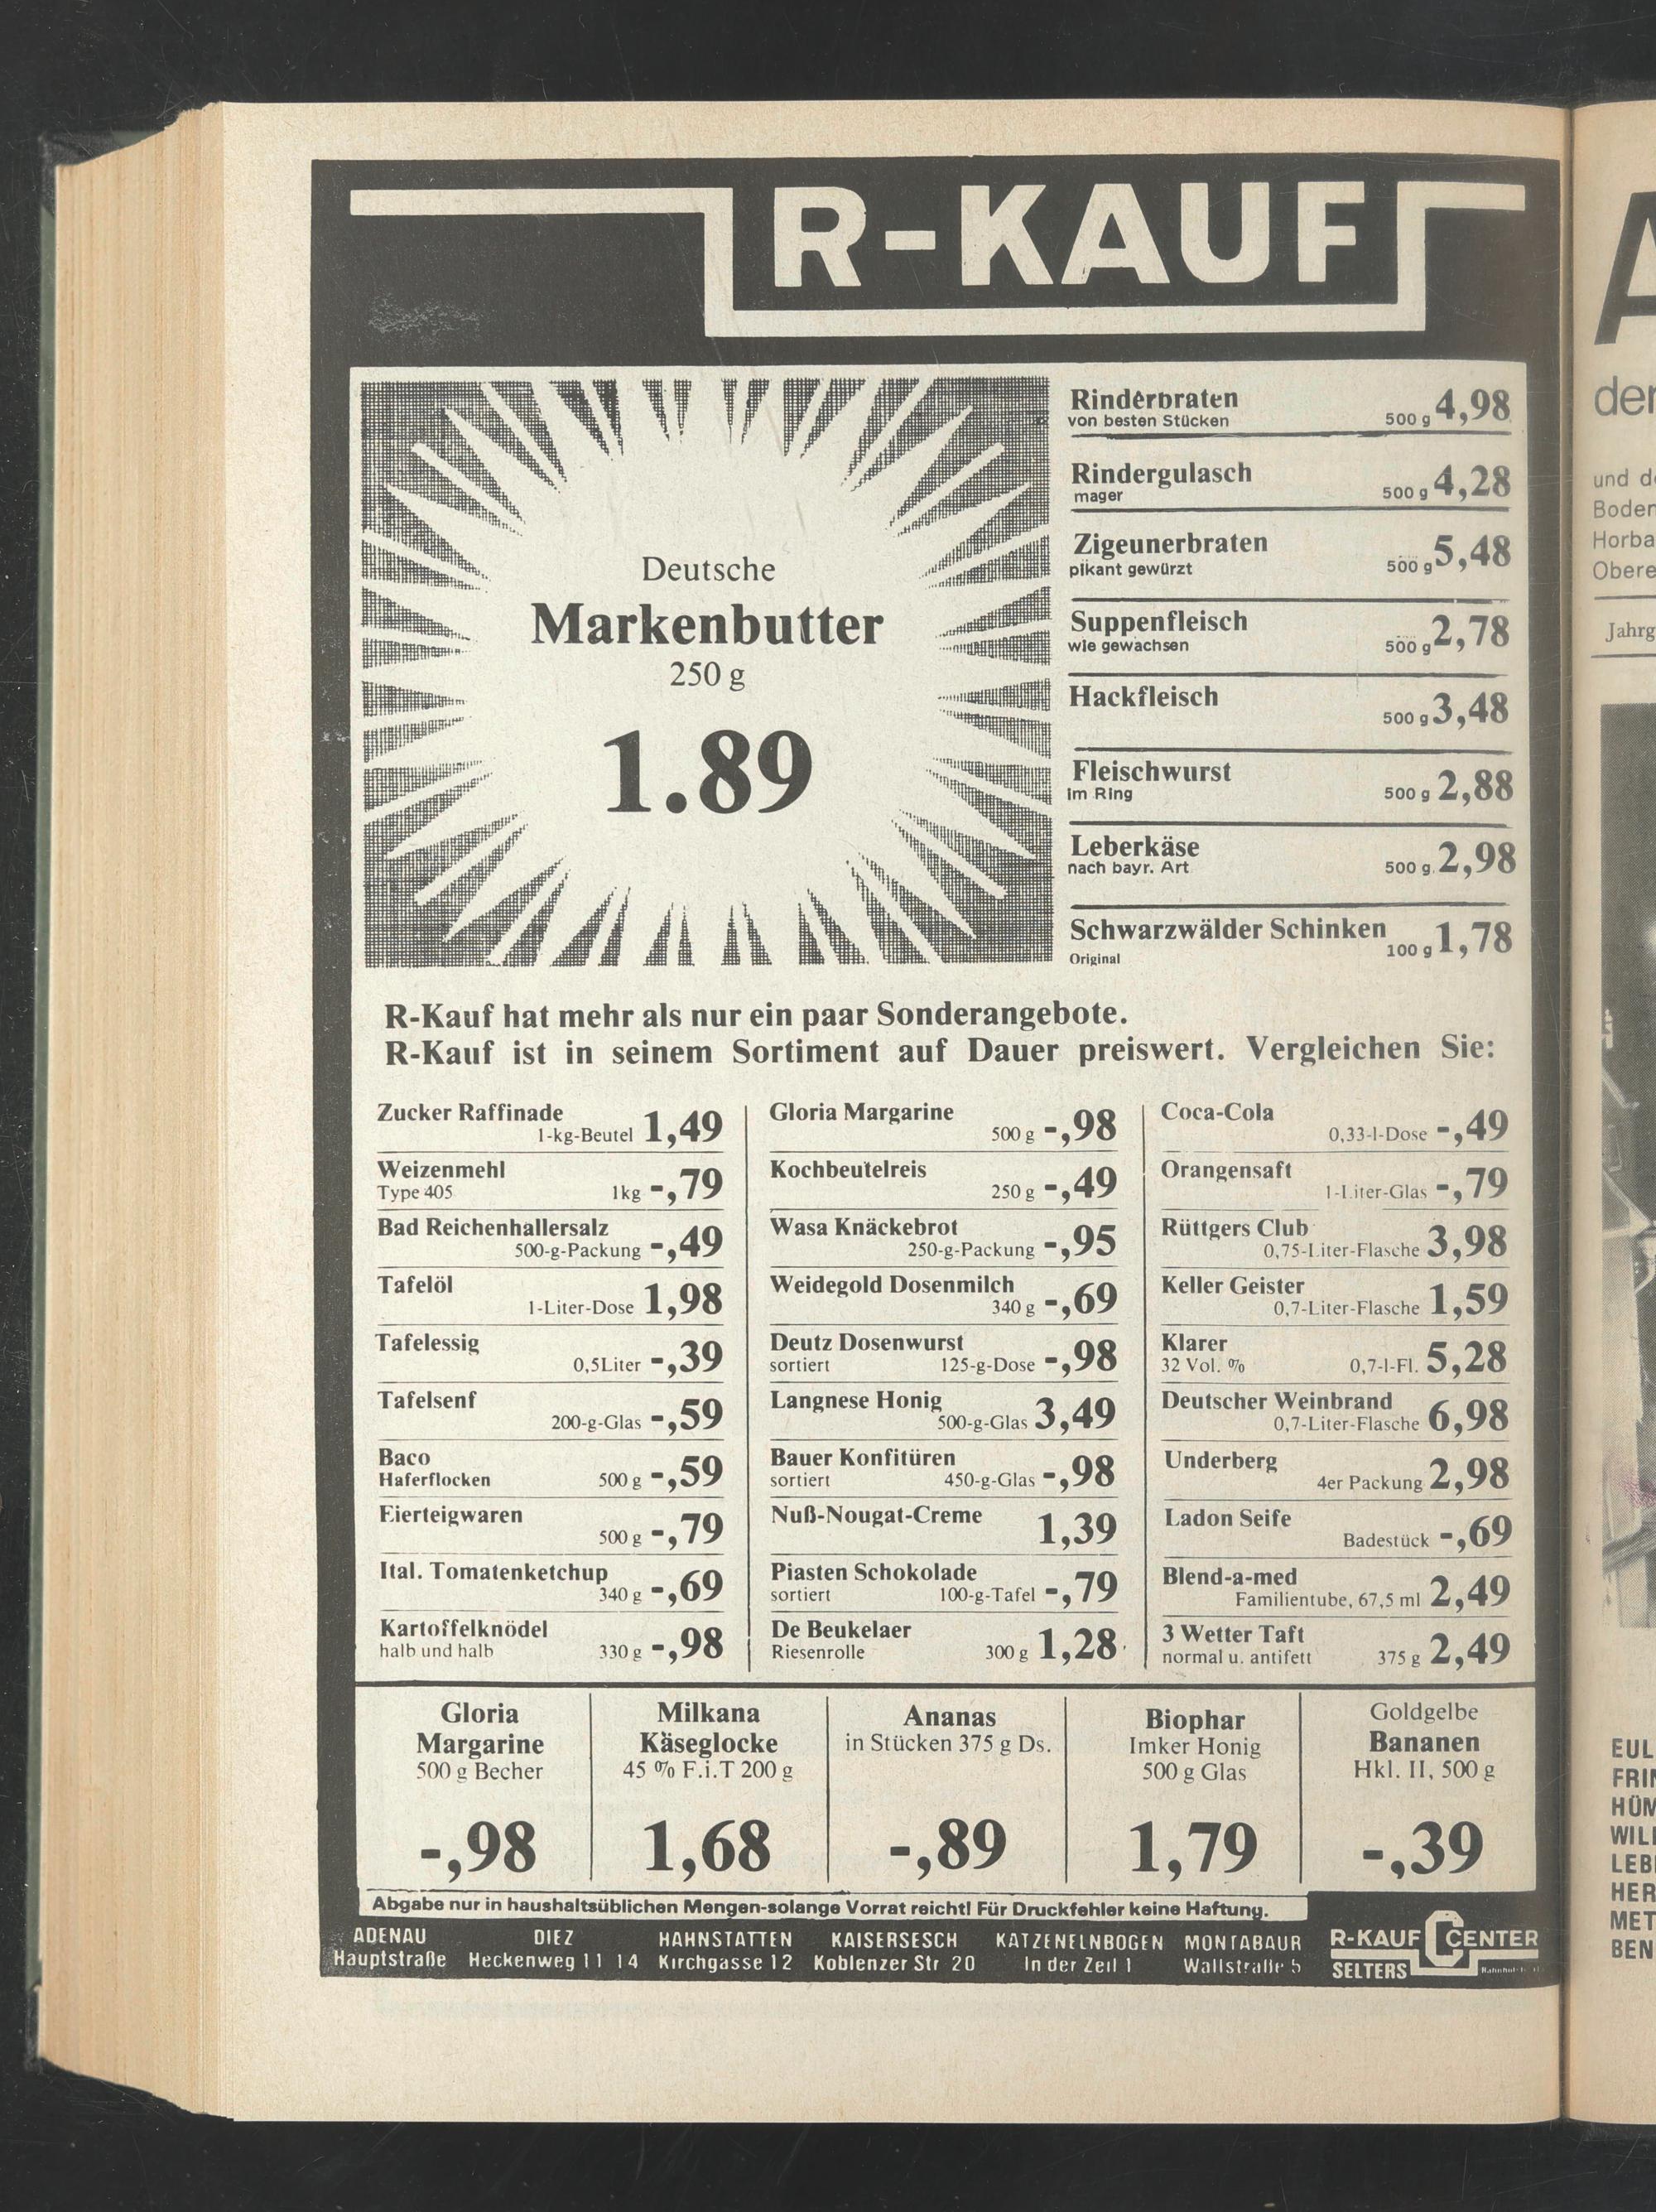 R-KAUF
Deutsche
Markenbutter
250 g
1.89
Rinderbraten
von besten Stücken 500 g 4,98
Rindergulasch
mager 500 g 4,28
Zigeunerbraten
pikant gewürzt 500 g 5,48
Suppenfleisch
wie gewachsen 500 g 2,78
Hackfleisch
500 g 3,48
Fleischwurst
im Ring 500 g 2,88
Leberkäse
nach bayr. Art 500 g 2,98
Schwarzwälder Schinken
Original 100 g 1,78
R-Kauf hat mehr als nur ein paar Sonderangebote.
R-Kauf ist in seinem Sortiment auf Dauer preiswert. Vergleichen Sie:
Zucker Raffinade
1-kg-Beutel 1,49
Weizenmehl
Type 405 1kg -,79
Bad Reichenhallersalz
500-g-Packung -,49
Tafelöl
1-Liter-Dose 1,98
Tafelessig
0,5Liter -,39
Tafelsenf
200-g-Glas -,59
Baco
Haferflocken 500 g -,59
Eierteigwaren
500 g -,79
Ital. Tomatenketchup
340 g -,69
Kartoffelknödel
halb und halb 330 g -,98
Gloria Margarine
500 g -,98
Kochbeutelreis
250 g -,49
Wasa Knäckebrot
250-g-Packung -,95
Weidegold Dosenmilch
340 g -,69
Deutz Dosenwurst
sortiert 125-g-Dose -,98
Langnese Honig
500-g-Glas 3,49
Bauer Konfitüren
sortiert 450-g-Glas -,98
Nuß-Nougat-Creme
1,39
Piasten Schokolade
sortiert 100-g-Tafel -,79
De Beukelaer
Riesenrolle 300 g 1,28
Coca-Cola
0,33-l-Dose -,49
Orangensaft
1-Liter-Glas -,79
Rüttgers Club
0,75-Liter-Flasche 3,98
Keller Geister
0,7-Liter-Flasche 1,59
Klarer
32 Vol. % 0,7-l-Fl. 5,28
Deutscher Weinbrand
0,7-Liter-Flasche 6,98
Underberg
4er Packung 2,98
Ladon Seife
Badestück -,69
Blend-a-med
Familientube, 67,5 ml 2,49
3 Wetter Taft
normal u. antifett 375 g 2,49
Gloria
Margarine
500 g Becher
-,98
Milkana
Käseglocke
45 % F.i.T 200 g
1,68
Ananas
in Stücken 375 g Ds.
-,89
Biophar
Imker Honig
500 g Glas
1,79
Goldgelbe
Bananen
Hkl. II, 500 g
-,39
Abgabe nur in haushaltsüblichen Mengen-solange Vorrat reicht! Für Druckfehler keine Haftung.
ADENAU
Hauptstraße
DIEZ
Heckenweg 11 14
HAHNSTATTEN
Kirchgasse 12
KAISERSESCH
Koblenzer Str 20
KATZENELNBOGEN
In der Zeil 1
MONTABAUR
Wallstraße 5
R-KAUF CENTER
SELTERS
der
und
Boden
Horba
Obere
Jahrg
EUL
HÜM
LEB
HER
MET
BEN